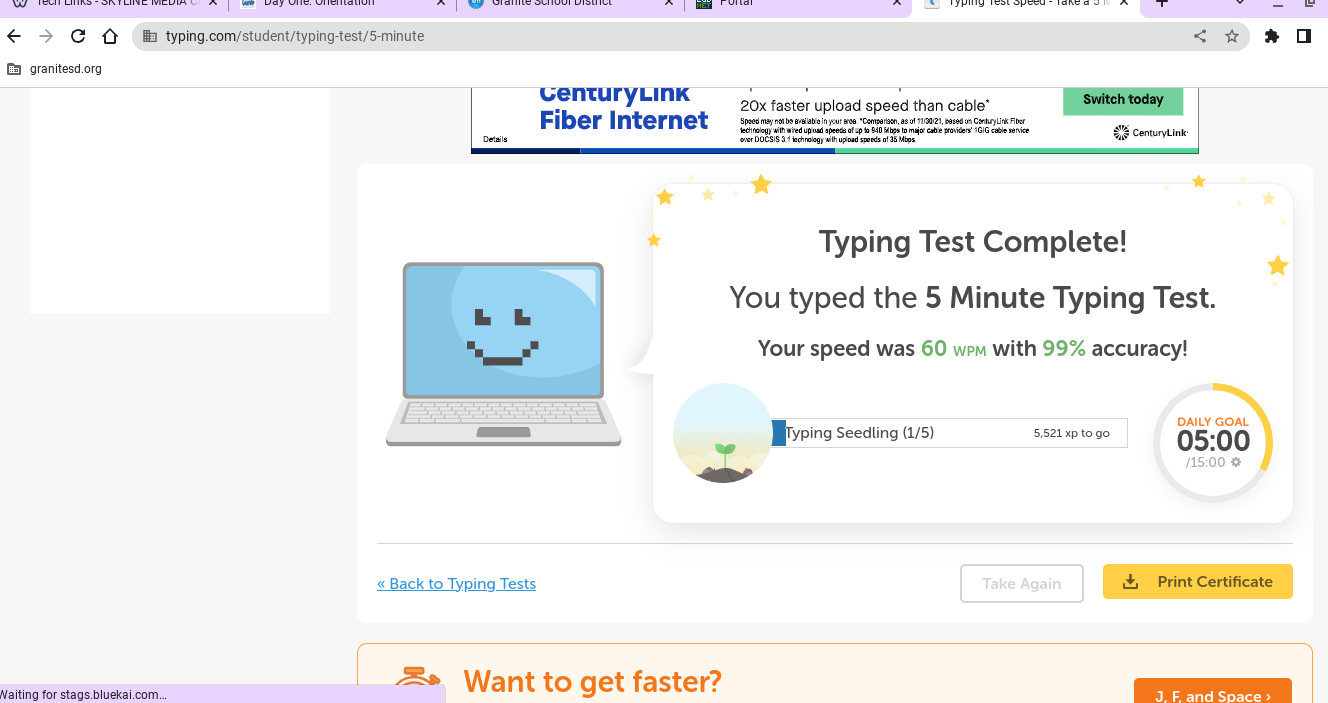 Tech Links - SKYLINE MEDIA C
Day One: Orientation
Granite School District
Portal
Typing Test Speed - Take a 5 M
typing.com/student/typing-test/5-minute
granitesd.org
CenturyLink
Fiber Internet
20x faster upload speed than cable*
Speed may not be available in your area. *Comparison, as of 11/30/21, based on CenturyLink Fiber
technology with wired upload speeds of up to 940 Mbps to major cable providers' 1GIG cable service
over DOCSIS 3.1 technology with upload speeds of 35 Mbps.
Details
Switch today
CenturyLink
Typing Test Complete!
You typed the 5 Minute Typing Test.
Your speed was 60 WPM with 99% accuracy!
Typing Seedling (1/5)
5,521 xp to go
DAILY GOAL
05:00
/15:00
« Back to Typing Tests
Take Again
Print Certificate
Want to get faster?
J, F, and Space ›
Waiting for stags.bluekai.com…